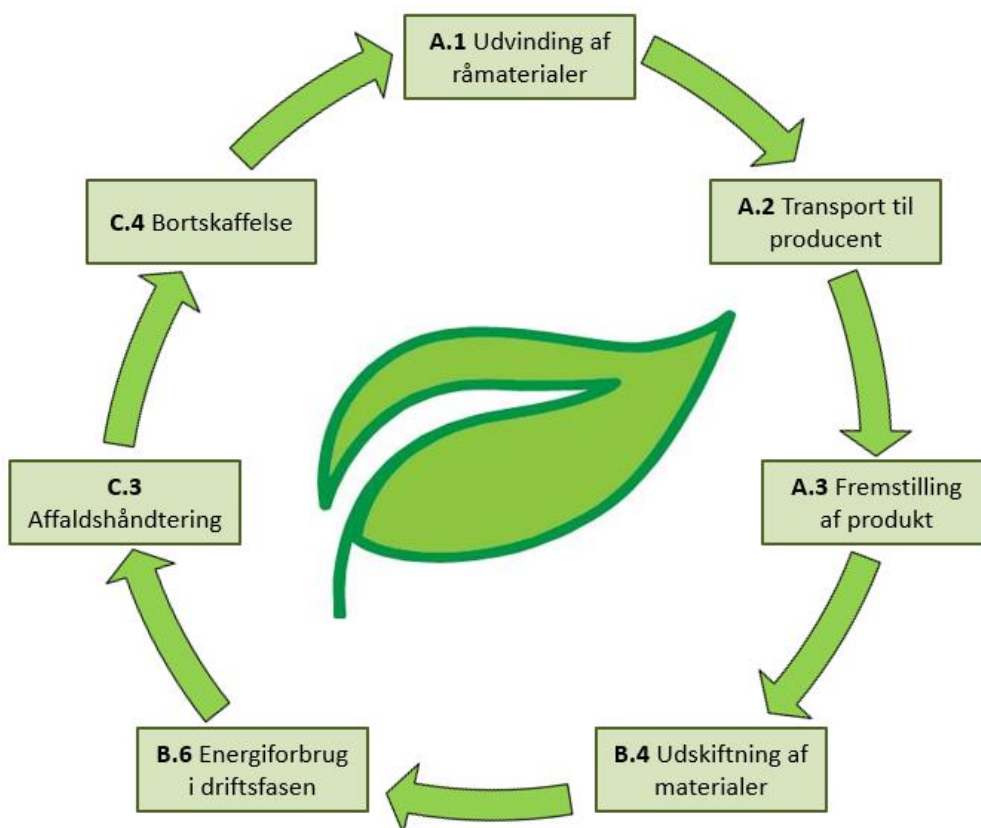 A.1 Udvinding af
råmaterialer
A.2 Transport til
producent
A.3 Fremstilling
af produkt
B.4 Udskiftning af
materialer
B.6 Energiforbrug
i driftsfasen
C.3
Affaldshåndtering
C.4 Bortskaffelse